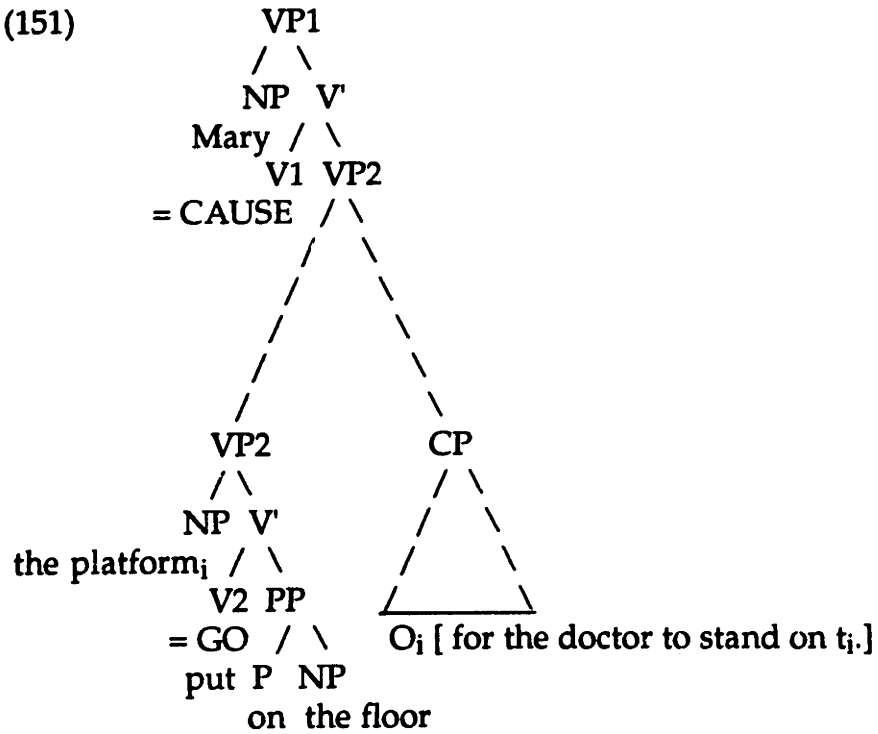 (151) VP1
NP V'
Mary
V1 VP2
= CAUSE
VP2 CP
NP V'
the platformi
V2 PP
= GO Oi [ for the doctor to stand on ti.]
put P NP
on the floor